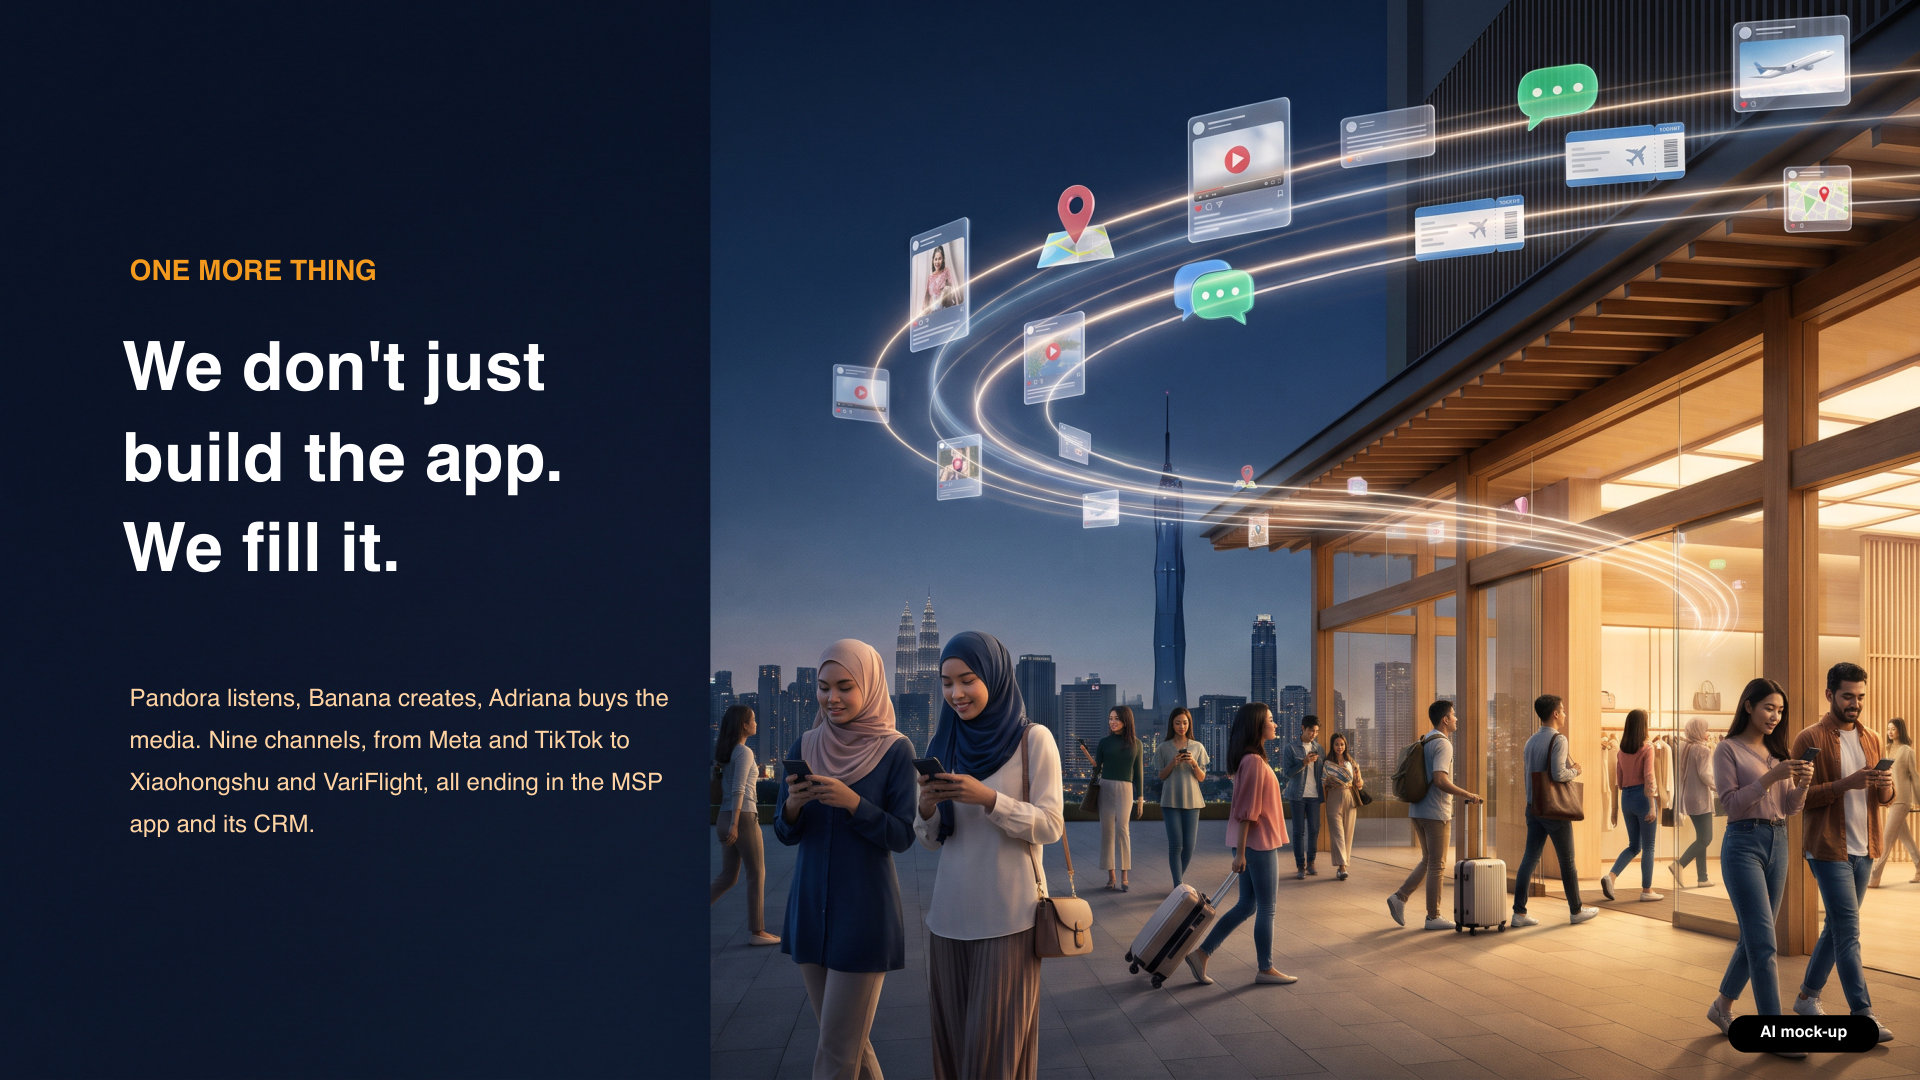 ONE MORE THING
We don't just
build the app.
We fill it.
Pandora listens, Banana creates, Adriana buys the
media. Nine channels, from Meta and TikTok to
Xiaohongshu and VariFlight, all ending in the MSP
app and its CRM.
AI mock-up